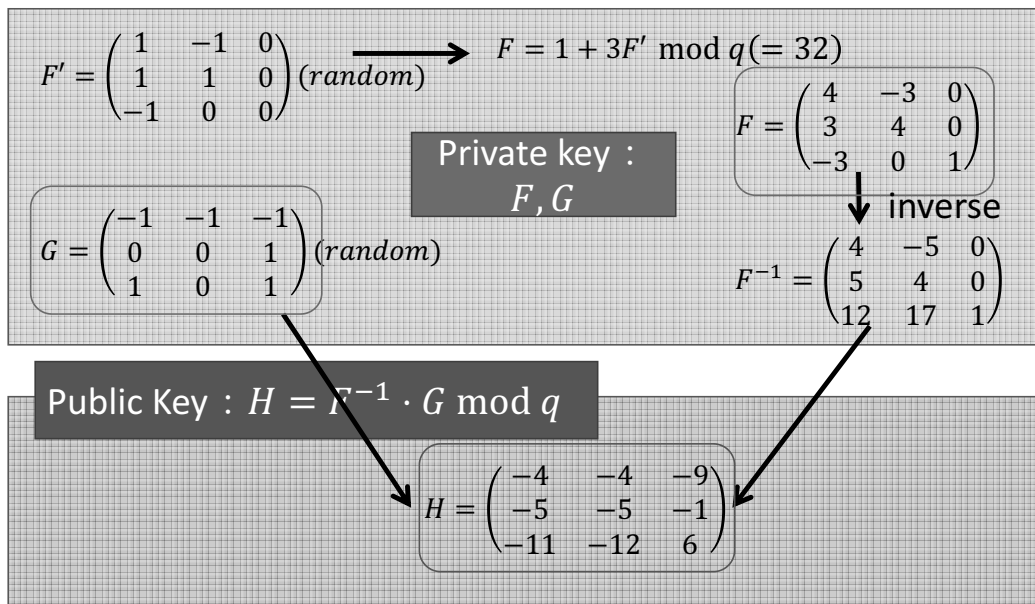 F′ = ( 1 −1 0
1 1 0
−1 0 0 ) (random)
F = 1 + 3F′ mod q(= 32)
F = ( 4 −3 0
3 4 0
−3 0 1 )
Private key :
F, G
inverse
G = ( −1 −1 −1
0 0 1
1 0 1 ) (random)
F⁻¹ = ( 4 −5 0
5 4 0
12 17 1 )
Public Key : H = F⁻¹ · G mod q
H = ( −4 −4 −9
−5 −5 −1
−11 −12 6 )